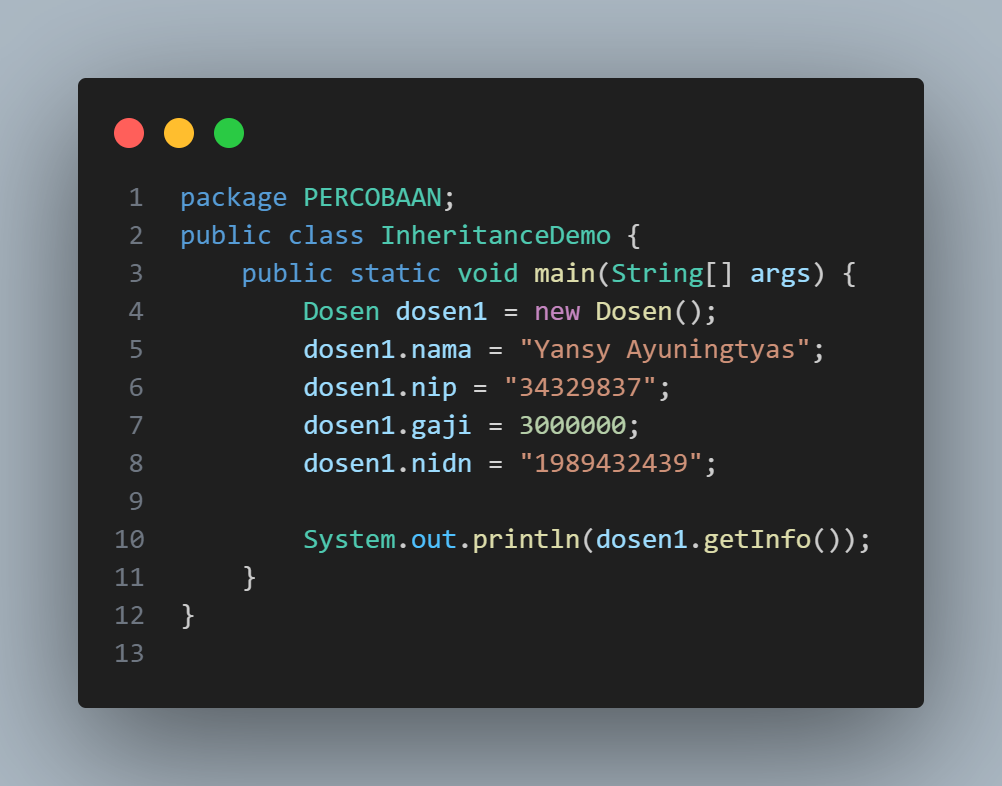 1 package PERCOBAAN;
2 public class InheritanceDemo {
3     public static void main(String[] args) {
4         Dosen dosen1 = new Dosen();
5         dosen1.nama = "Yansy Ayuningtyas";
6         dosen1.nip = "34329837";
7         dosen1.gaji = 3000000;
8         dosen1.nidn = "1989432439";
9
10         System.out.println(dosen1.getInfo());
11     }
12 }
13